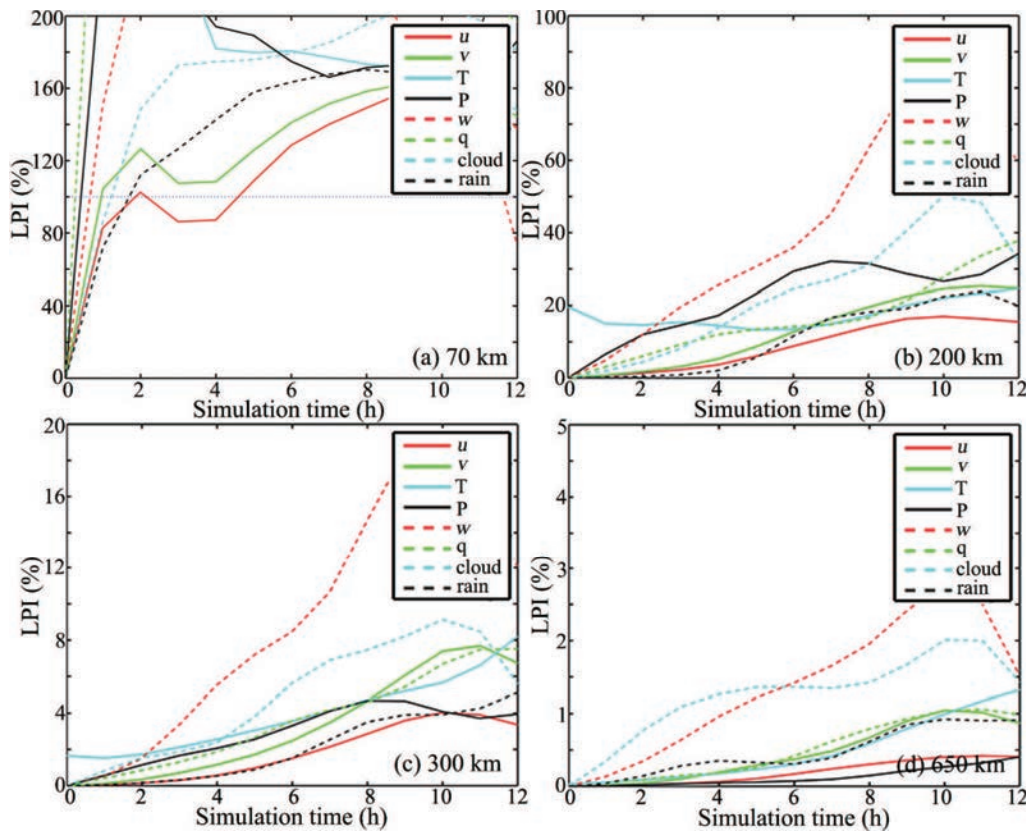 200
160
120
80
40
0
LPI (%)
u
v
T
P
w
q
cloud
rain
(a) 70 km
0 2 4 6 8 10 12
Simulation time (h)
100
80
60
40
20
0
LPI (%)
u
v
T
P
w
q
cloud
rain
(b) 200 km
0 2 4 6 8 10 12
Simulation time (h)
20
16
12
8
4
0
LPI (%)
u
v
T
P
w
q
cloud
rain
(c) 300 km
0 2 4 6 8 10 12
Simulation time (h)
5
4
3
2
1
0
LPI (%)
u
v
T
P
w
q
cloud
rain
(d) 650 km
0 2 4 6 8 10 12
Simulation time (h)